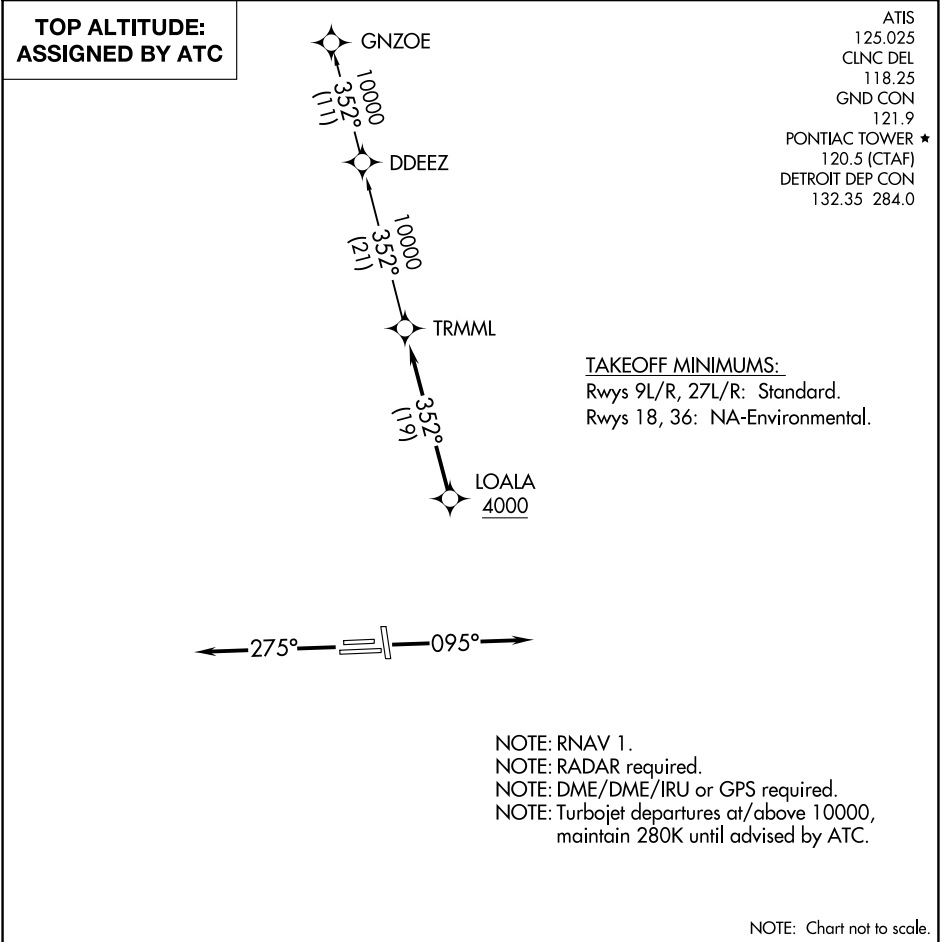 TOP ALTITUDE:
ASSIGNED BY ATC
ATIS
125.025
CLNC DEL
118.25
GND CON
121.9
PONTIAC TOWER ★
120.5 (CTAF)
DETROIT DEP CON
132.35 284.0
GNZOE
10000
352°
(11)
DDEEZ
10000
352°
(21)
TRMML
352°
(19)
LOALA
4000
TAKEOFF MINIMUMS:
Rwys 9L/R, 27L/R: Standard.
Rwys 18, 36: NA-Environmental.
275°
095°
NOTE: RNAV 1.
NOTE: RADAR required.
NOTE: DME/DME/IRU or GPS required.
NOTE: Turbojet departures at/above 10000,
maintain 280K until advised by ATC.
NOTE: Chart not to scale.